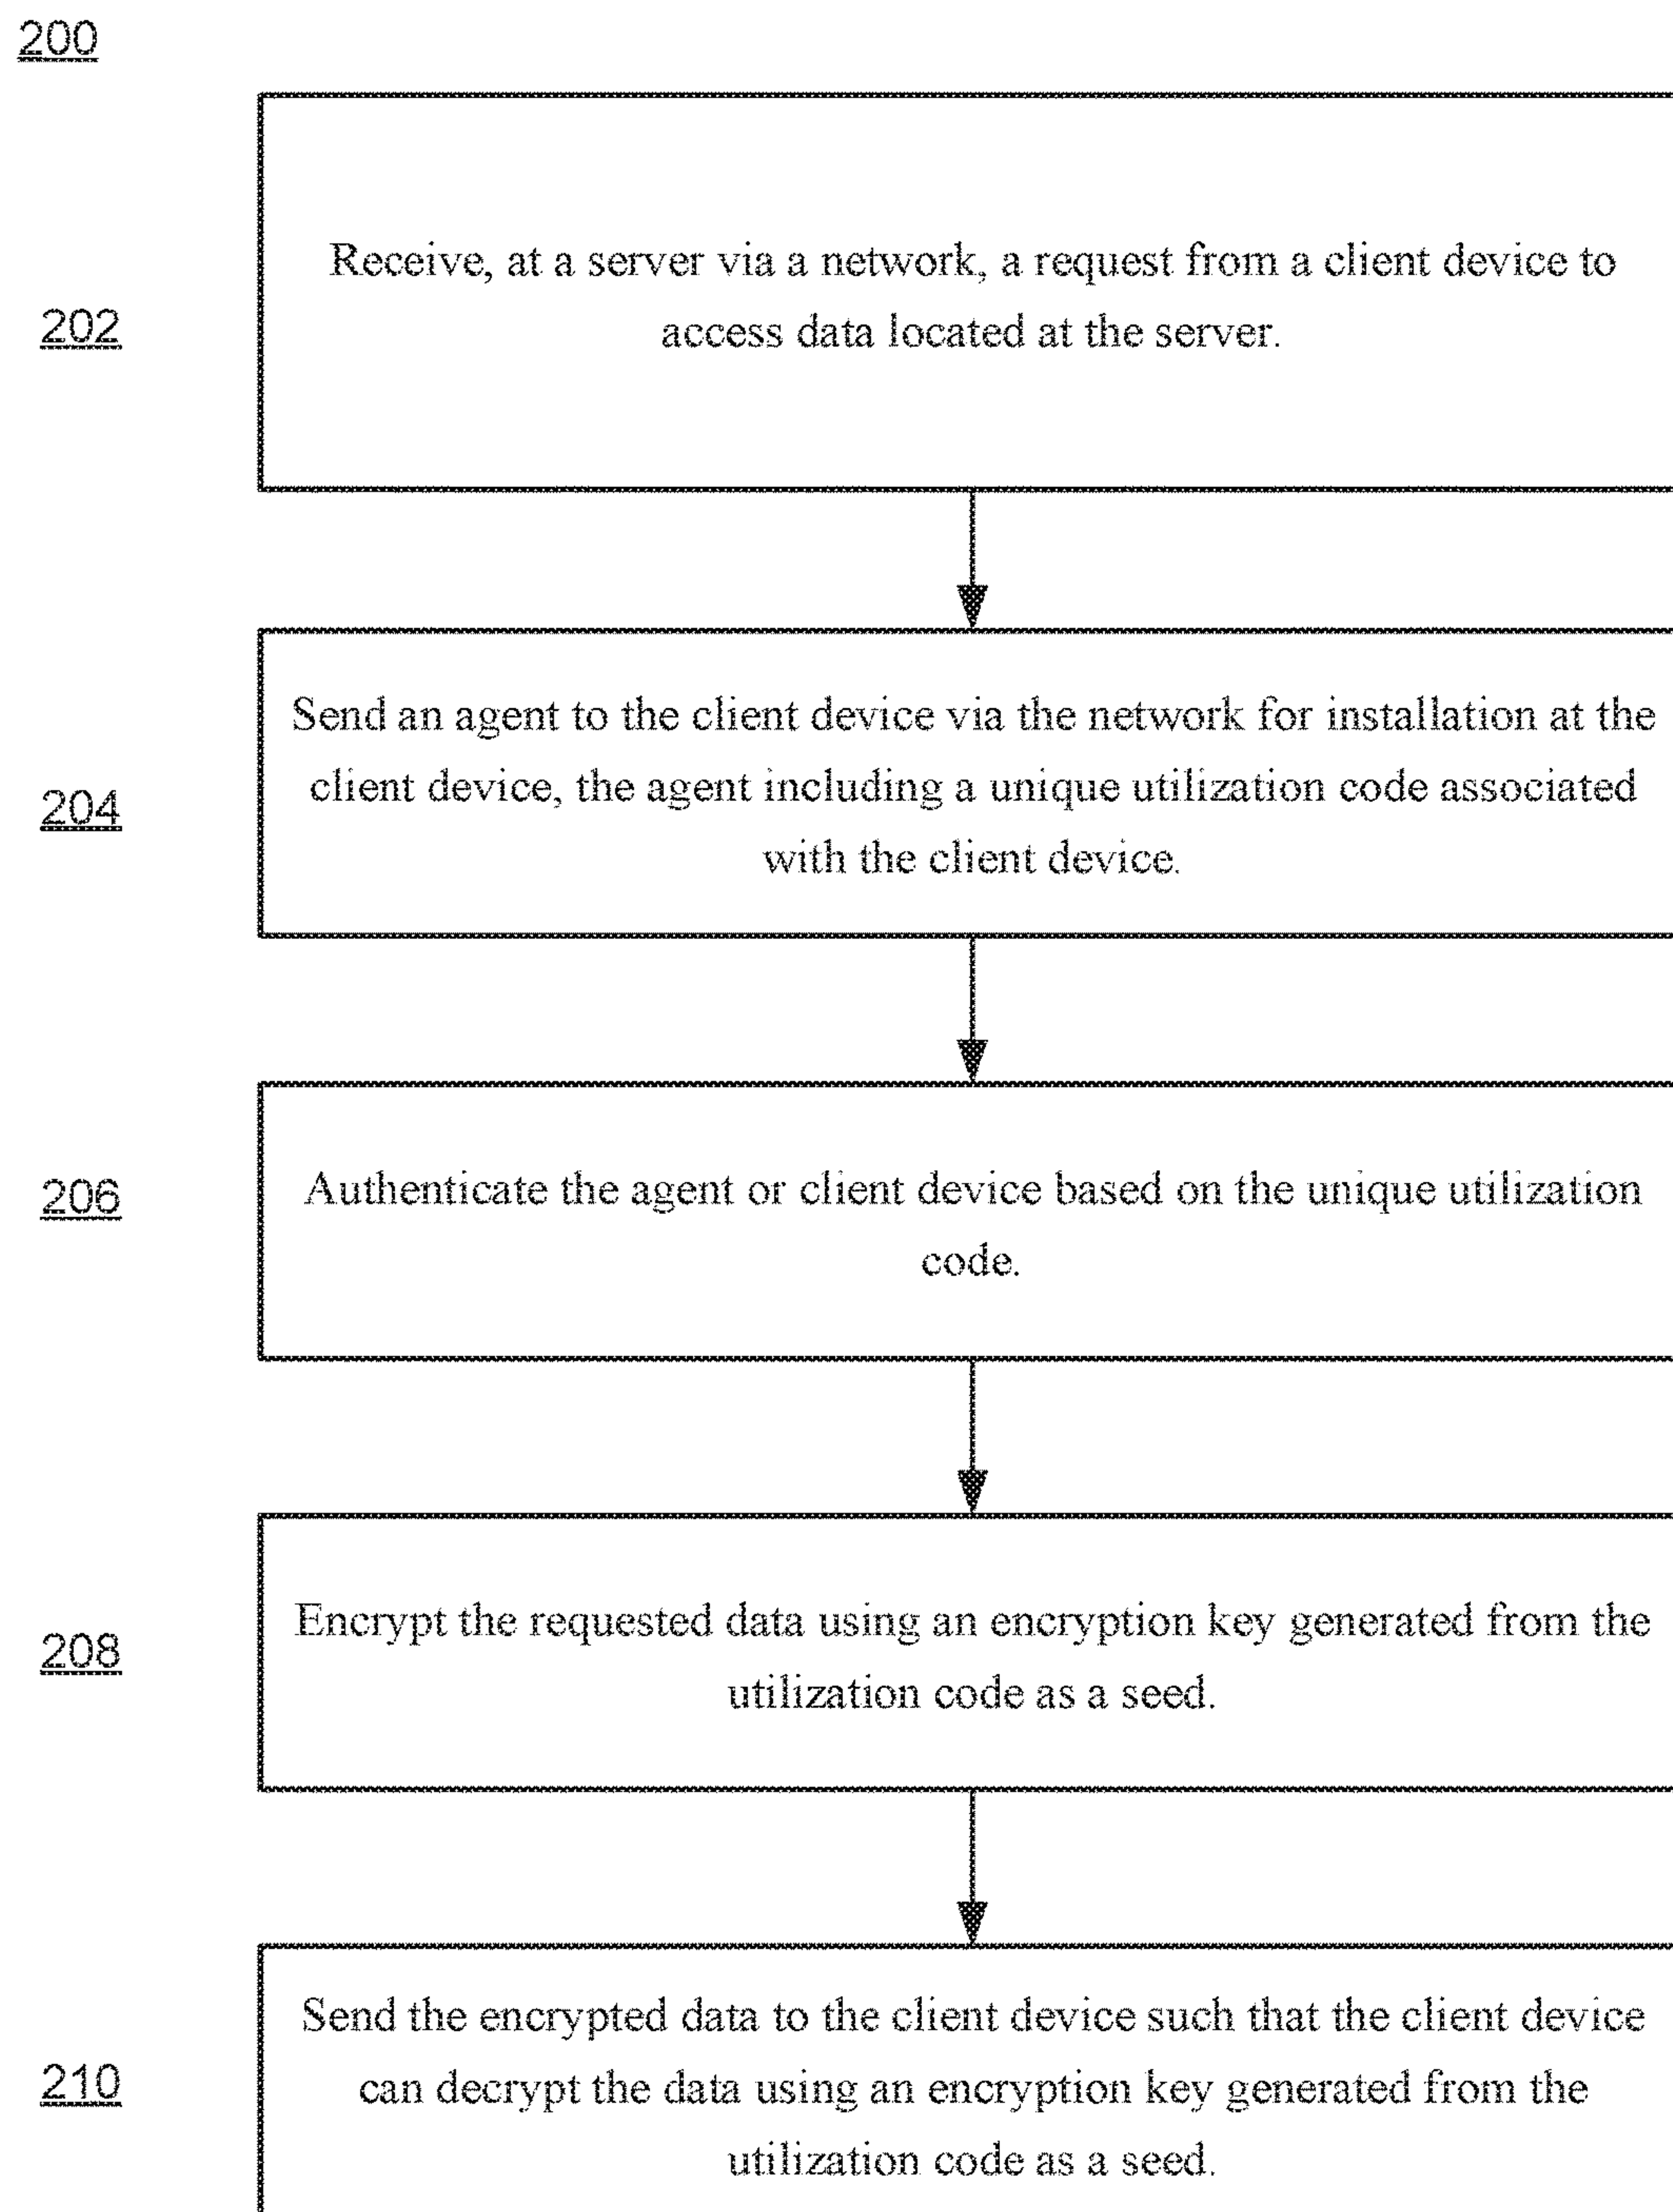 200
202
Receive, at a server via a network, a request from a client device to
access data located at the server.
204
Send an agent to the client device via the network for installation at the
client device, the agent including a unique utilization code associated
with the client device.
206
Authenticate the agent or client device based on the unique utilization
code.
208
Encrypt the requested data using an encryption key generated from the
utilization code as a seed.
210
Send the encrypted data to the client device such that the client device
can decrypt the data using an encryption key generated from the
utilization code as a seed.